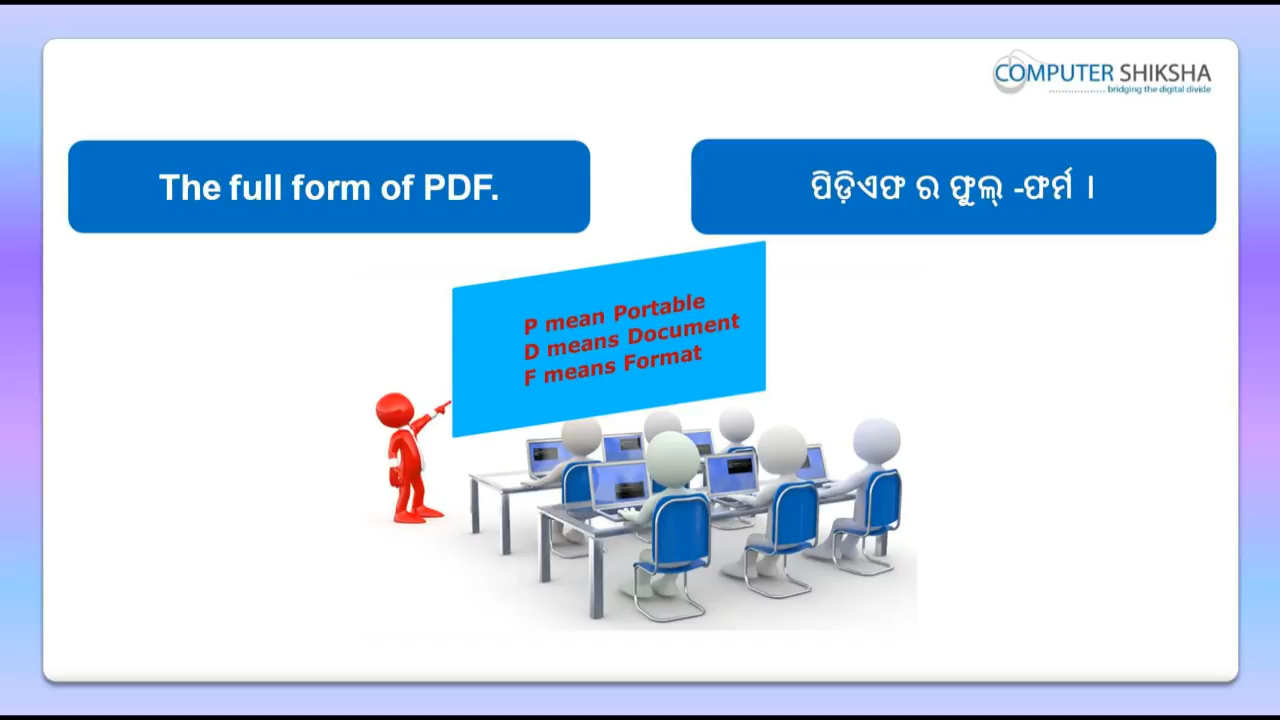 COMPUTER SHIKSHA
bridging the digital divide
The full form of PDF.
ପିଡ଼ିଏଫ ର ଫୁଲ୍ -ଫର୍ମ ।
P mean Portable
D means Document
F means Format